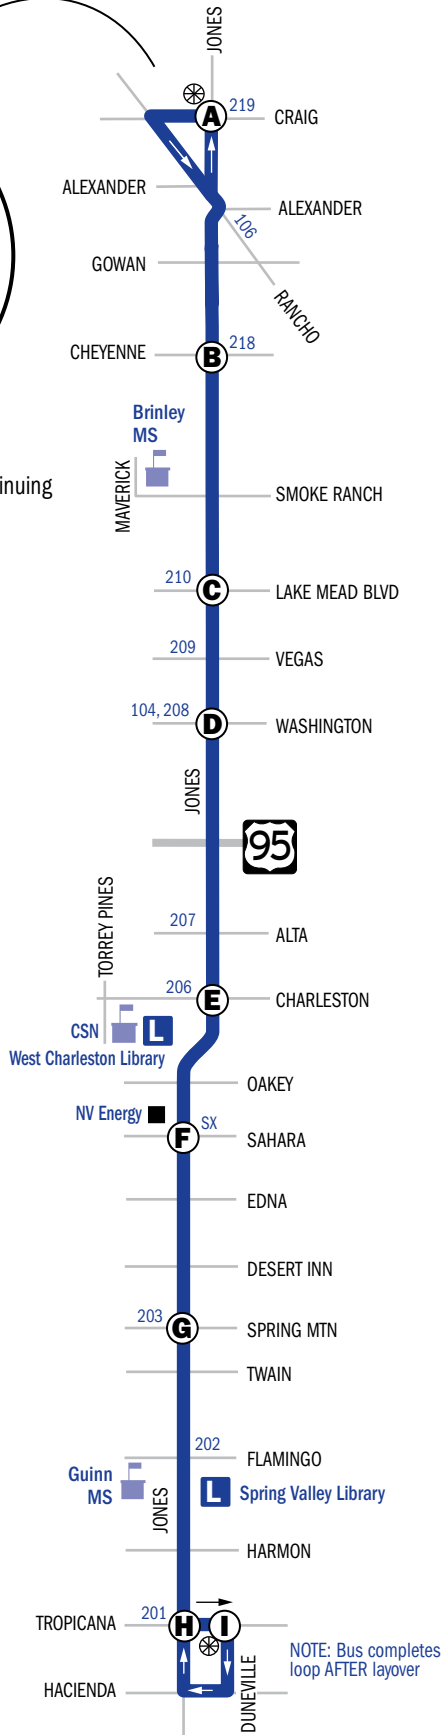 JONES
219
A
CRAIG
ALEXANDER
ALEXANDER
106
GOWAN
RANCHO
CHEYENNE
B
218
Brinley
MS
MAVERICK
inuing
SMOKE RANCH
210
C
LAKE MEAD BLVD
209
VEGAS
104, 208
D
WASHINGTON
JONES
95
TORREY PINES
207
ALTA
206
E
CHARLESTON
CSN
L
West Charleston Library
OAKEY
NV Energy
SX
F
SAHARA
EDNA
DESERT INN
203
G
SPRING MTN
TWAIN
202
FLAMINGO
Guinn
MS
L
Spring Valley Library
JONES
HARMON
TROPICANA
201
H
I
NOTE: Bus completes
loop AFTER layover
HACIENDA
DUNEVILLE